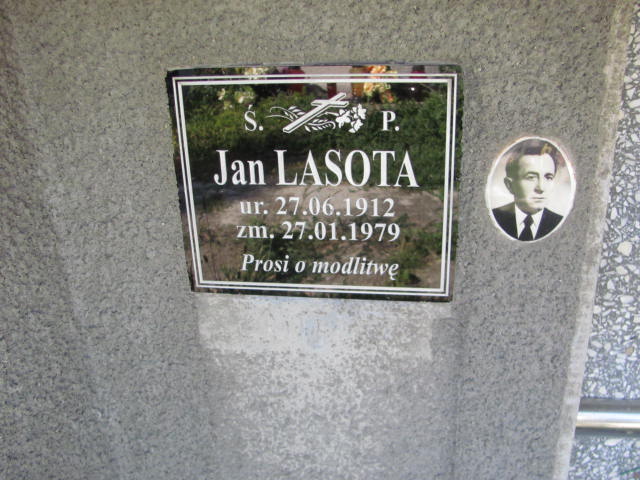 Ś. P.
Jan LASOTA
ur. 27.06.1912
zm. 27.01.1979
Prosi o modlitwę